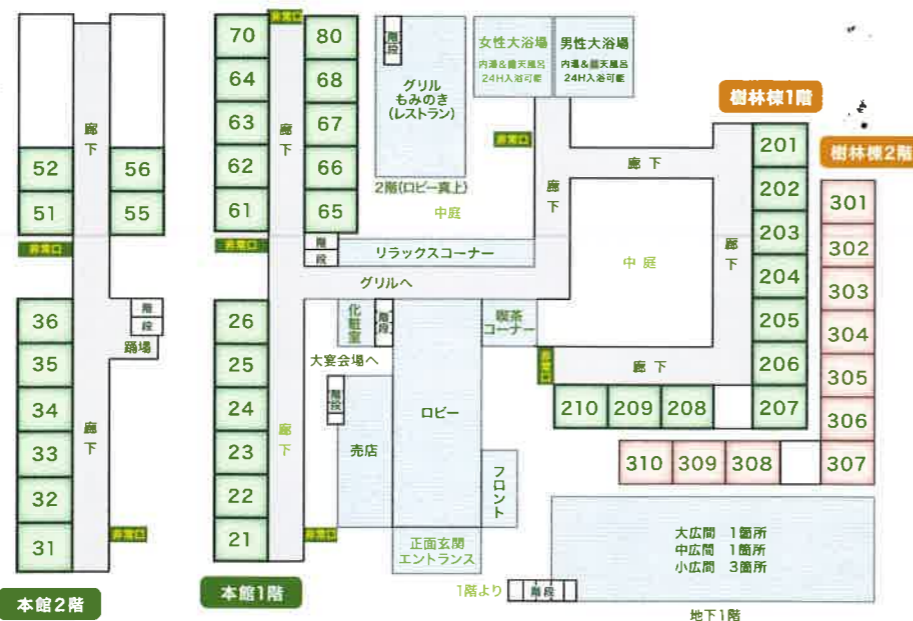 廊下
52
56
51
55
非常口
36
階段
35
踊場
34
廊下
33
32
31
非常口
本館2階
非常口
70
80
64
68
63
廊下
67
62
66
61
65
非常口
階段
26
25
24
23
廊下
22
21
非常口
本館1階
階段
グリル
もみのき
(レストラン)
2階(ロビー真上)
中庭
リラックスコーナー
グリルへ
化粧室
階段
喫茶
コーナー
大宴会場へ
階段
売店
ロビー
フロント
正面玄関
エントランス
女性大浴場
内湯&露天風呂
24H入浴可能
男性大浴場
内湯&露天風呂
24H入浴可能
非常口
廊下
廊下
中庭
廊下
非常口
廊下
樹林棟1階
201
202
203
204
205
206
207
210
209
208
樹林棟2階
301
302
303
304
305
306
307
310
309
308
大広間 1箇所
中広間 1箇所
小広間 3箇所
1階より
階段
地下1階